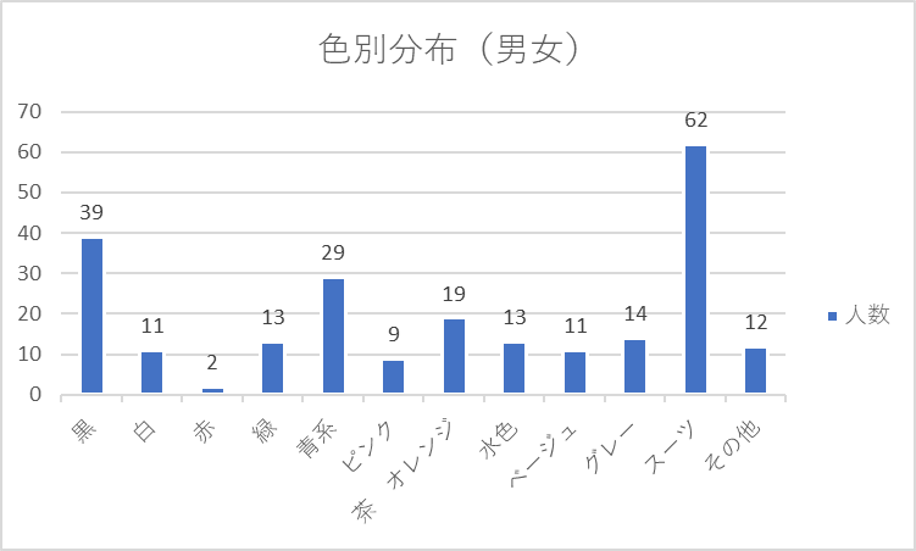 色別分布（男女）
70
60
50
40
30
20
10
0
39
11
2
13
29
9
19
13
11
14
62
12
黒
白
赤
緑
青系
ピンク
茶　オレンジ
水色
ベージュ
グレー
スーツ
その他
人数